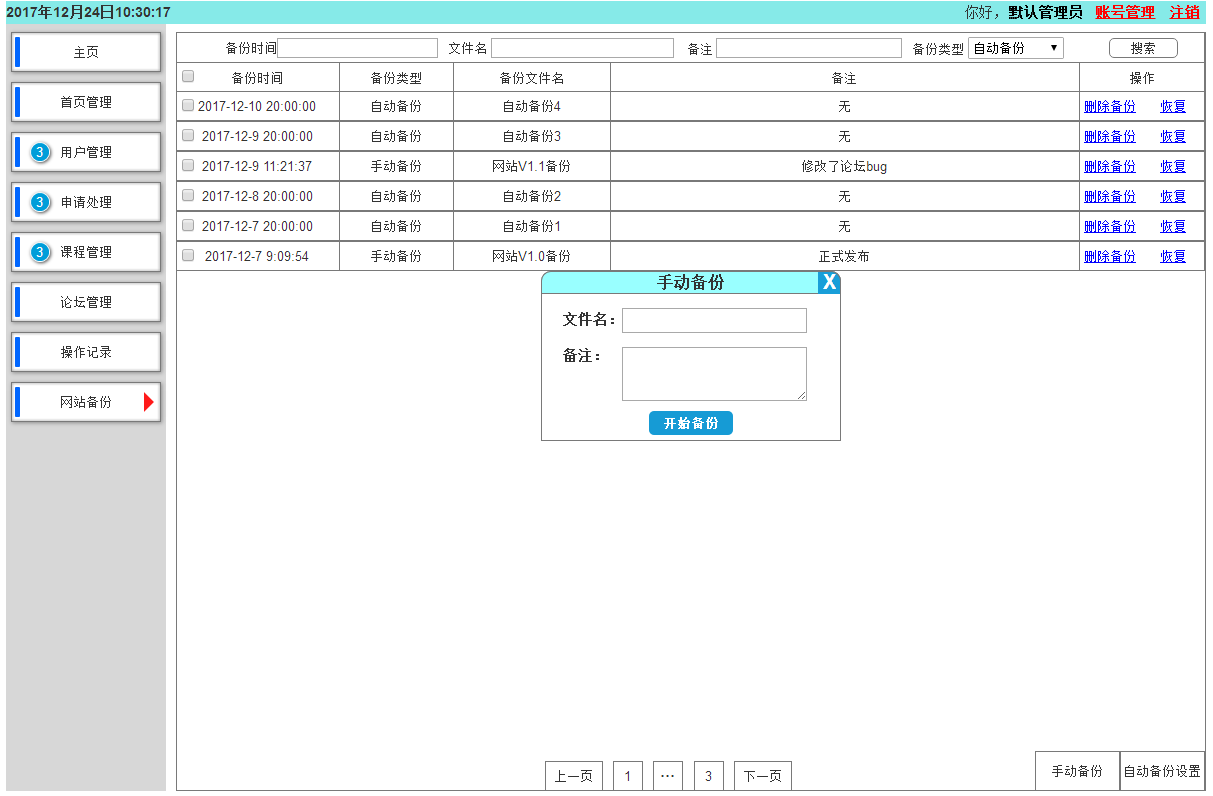 2017年12月24日10:30:17 你好，默认管理员 账号管理 注销
主页
首页管理
3 用户管理
3 申请处理
3 课程管理
论坛管理
操作记录
网站备份
备份时间 文件名 备注 备份类型 自动备份 搜索
备份时间 备份类型 备份文件名 备注 操作
2017-12-10 20:00:00 自动备份 自动备份4 无 删除备份 恢复
2017-12-9 20:00:00 自动备份 自动备份3 无 删除备份 恢复
2017-12-9 11:21:37 手动备份 网站V1.1备份 修改了论坛bug 删除备份 恢复
2017-12-8 20:00:00 自动备份 自动备份2 无 删除备份 恢复
2017-12-7 20:00:00 自动备份 自动备份1 无 删除备份 恢复
2017-12-7 9:09:54 手动备份 网站V1.0备份 正式发布 删除备份 恢复
手动备份 X
文件名：
备注：
开始备份
上一页 1 ··· 3 下一页
手动备份 自动备份设置